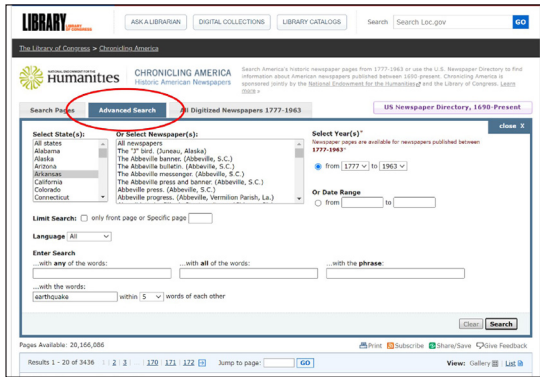 LIBRARY
OF CONGRESS
ASK A LIBRARIAN
DIGITAL COLLECTIONS
LIBRARY CATALOGS
Search
Search Loc.gov
GO
The Library of Congress > Chronicling America
NATIONAL ENDOWMENT FOR THE
Humanities
CHRONICLING AMERICA
Historic American Newspapers
Search America's historic newspaper pages from 1777-1963 or use the U.S. Newspaper Directory to find
information about American newspapers published between 1690-present. Chronicling America is
sponsored jointly by the National Endowment for the Humanities and the Library of Congress. Learn
more »
Search Pages
Advanced Search
All Digitized Newspapers 1777-1963
US Newspaper Directory, 1690-Present
close X
Select State(s):
All states
Alabama
Alaska
Arizona
Arkansas
California
Colorado
Connecticut
Or Select Newspaper(s):
All newspapers
The "J" bird. (Juneau, Alaska)
The Abbeville banner. (Abbeville, S.C.)
The Abbeville bulletin. (Abbeville, S.C.)
The Abbeville messenger. (Abbeville, S.C.)
The Abbeville press and banner. (Abbeville, S.C.)
Abbeville press. (Abbeville, S.C.)
Abbeville progress. (Abbeville, Vermilion Parish, La.)
Select Year(s)*
Newspaper pages are available for newspapers published between
1777-1963*
from 1777 to 1963
Or Date Range
from to
Limit Search: only front page or Specific page
Language All
Enter Search
...with any of the words:
...with all of the words:
...with the phrase:
...with the words:
earthquake within 5 words of each other
Clear
Search
Pages Available: 20,166,086
Print Subscribe Share/Save Give Feedback
Results 1 - 20 of 3436
1 | 2 | 3 | ... | 170 | 171 | 172
Jump to page:
GO
View: Gallery | List